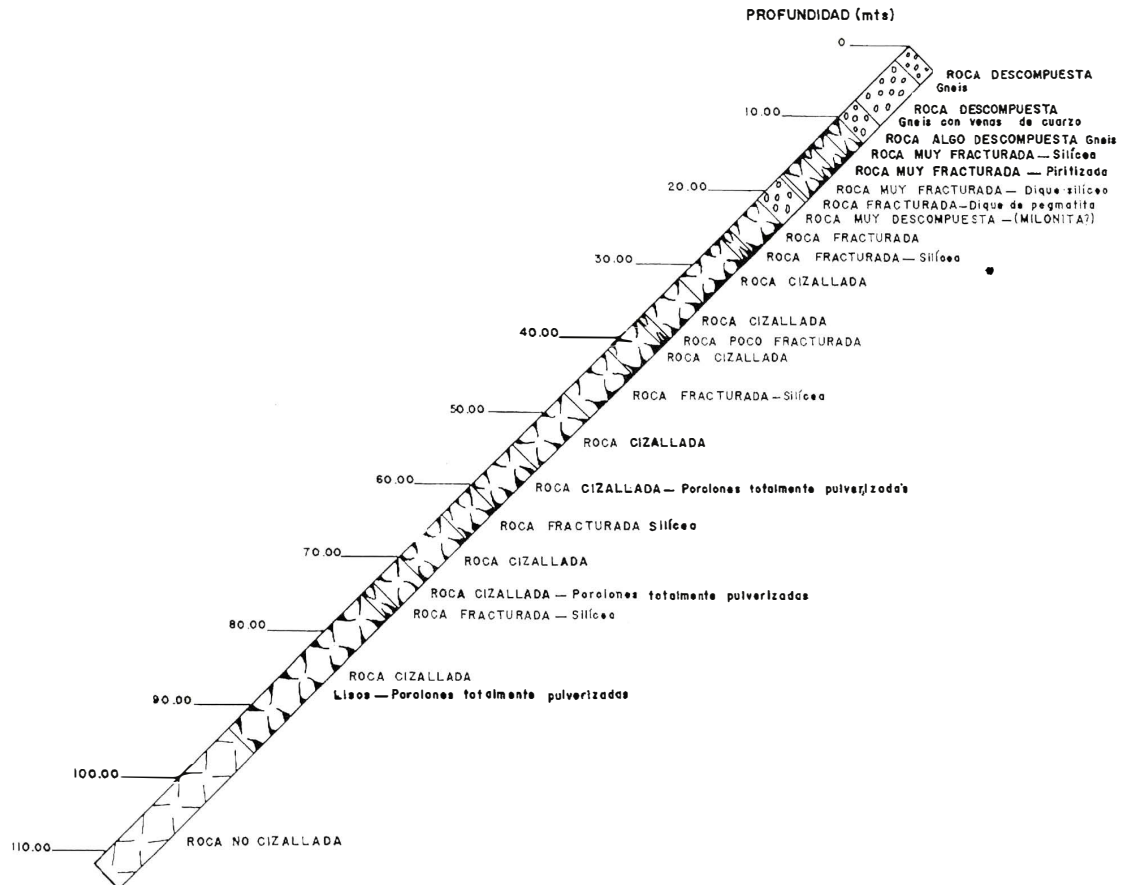 PROFUNDIDAD (mts)
0
ROCA DESCOMPUESTA
Gneis
10.00
ROCA DESCOMPUESTA
Gneis con venas de cuarzo
ROCA ALGO DESCOMPUESTA Gneis
ROCA MUY FRACTURADA — Silícea
ROCA MUY FRACTURADA — Piritizada
20.00
ROCA MUY FRACTURADA — Dique silíceo
ROCA FRACTURADA — Dique de pegmatita
ROCA MUY DESCOMPUESTA — (MILONITA?)
ROCA FRACTURADA
30.00
ROCA FRACTURADA — Silícea
ROCA CIZALLADA
ROCA CIZALLADA
40.00
ROCA POCO FRACTURADA
ROCA CIZALLADA
ROCA FRACTURADA — Silícea
50.00
ROCA CIZALLADA
60.00
ROCA CIZALLADA — Porciones totalmente pulverizada's
ROCA FRACTURADA Silícea
70.00
ROCA CIZALLADA
ROCA CIZALLADA — Porciones totalmente pulverizadas
ROCA FRACTURADA — Silícea
80.00
ROCA CIZALLADA
Lisos — Porciones totalmente pulverizadas
90.00
100.00
ROCA NO CIZALLADA
110.00